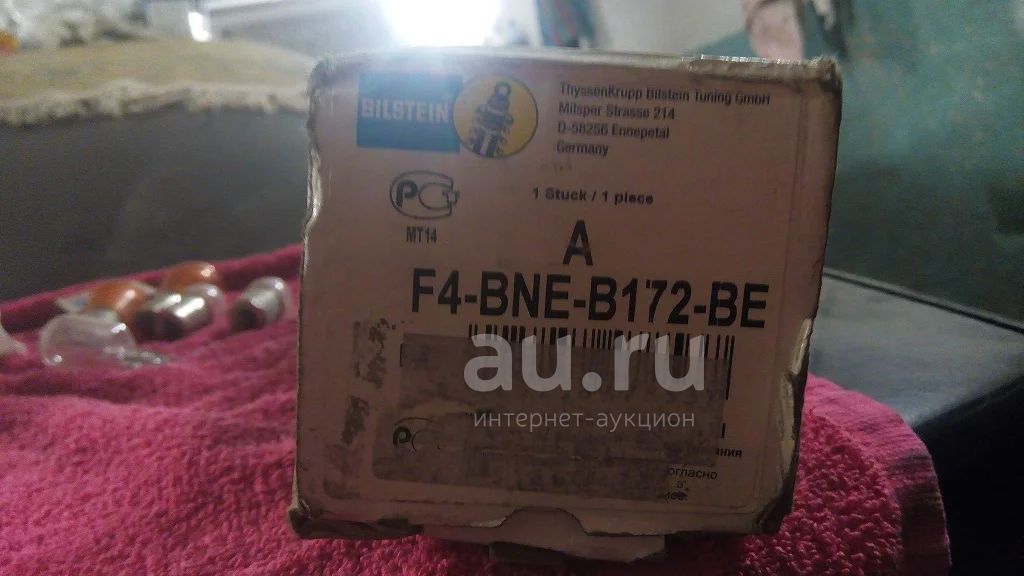 BILSTEIN
ThyssenKrupp Bilstein Tuning GmbH
Milsper Strasse 214
D-58256 Ennepetal
Germany
РСТ
MT14
1 Stuck / 1 piece
A
F4-BNE-B172-BE
au.ru
интернет-аукцион